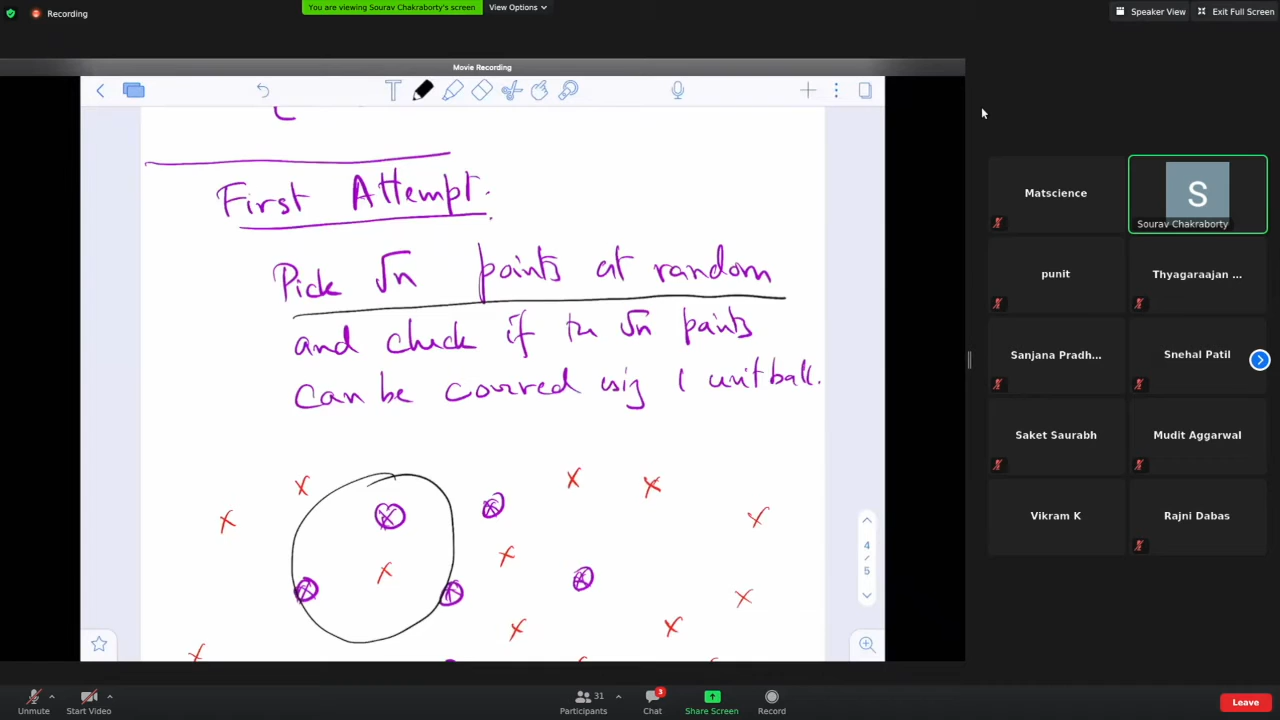 Recording
You are viewing Sourav Chakraborty's screen
View Options
Speaker View
Exit Full Screen
Movie Recording
First Attempt.
Pick √n points at random
and check if the √n points
can be covered using 1 unit ball.
4
/
5
Matscience
S
Sourav Chakraborty
punit
Thyagaraajan ...
Sanjana Pradh...
Snehal Patil
Saket Saurabh
Mudit Aggarwal
Vikram K
Rajni Dabas
Unmute
Start Video
31
Participants
3
Chat
Share Screen
Record
Leave